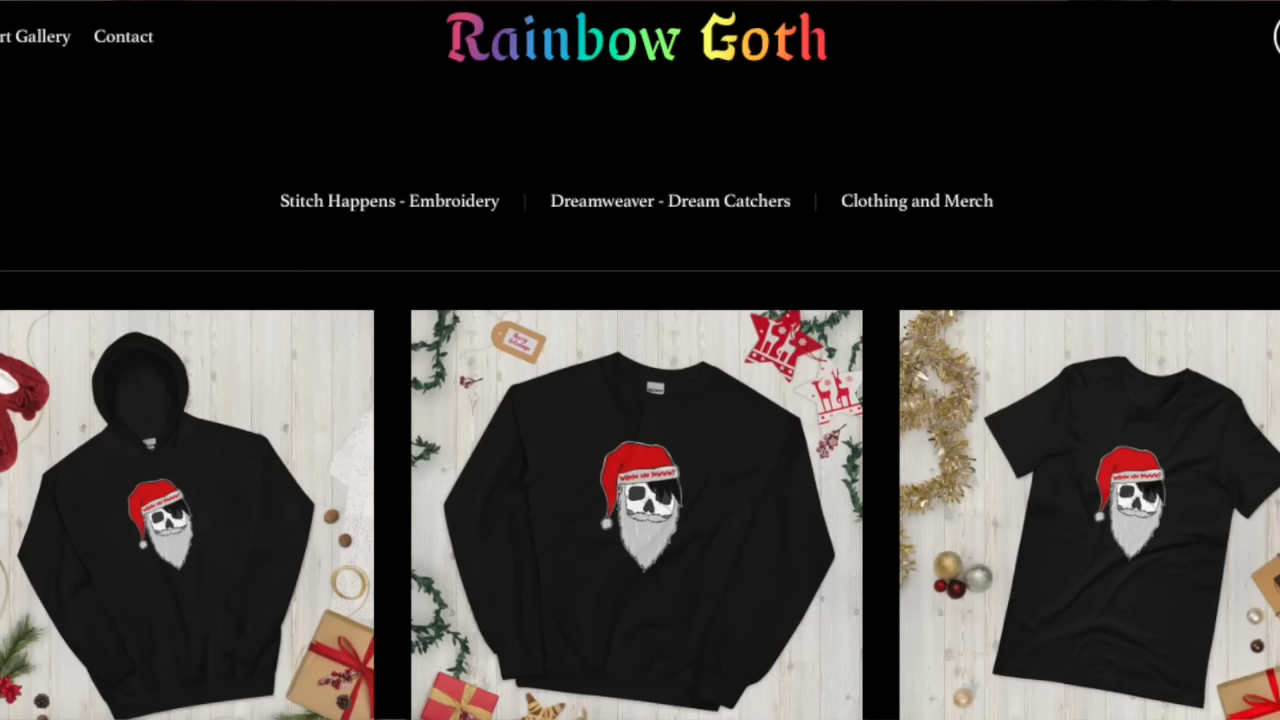 rt Gallery Contact
Rainbow Goth
Stitch Happens - Embroidery | Dreamweaver - Dream Catchers | Clothing and Merch